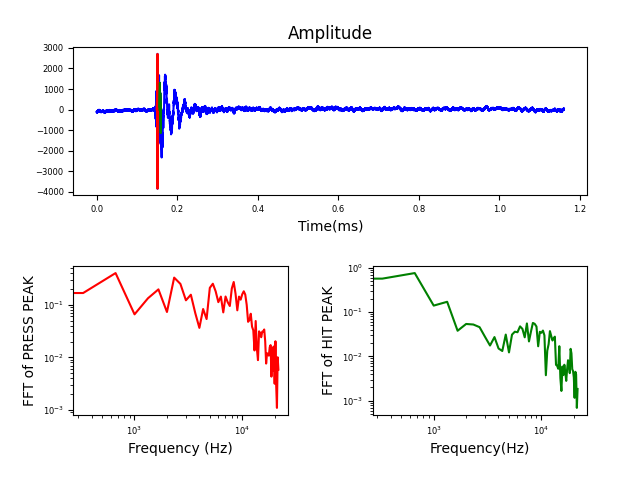 Amplitude
3000
2000
1000
0
−1000
−2000
−3000
−4000
0.0 0.2 0.4 0.6 0.8 1.0 1.2
Time(ms)
FFT of PRESS PEAK
10⁻¹
10⁻²
10⁻³
10³ 10⁴
Frequency (Hz)
FFT of HIT PEAK
10⁰
10⁻¹
10⁻²
10⁻³
10³ 10⁴
Frequency(Hz)